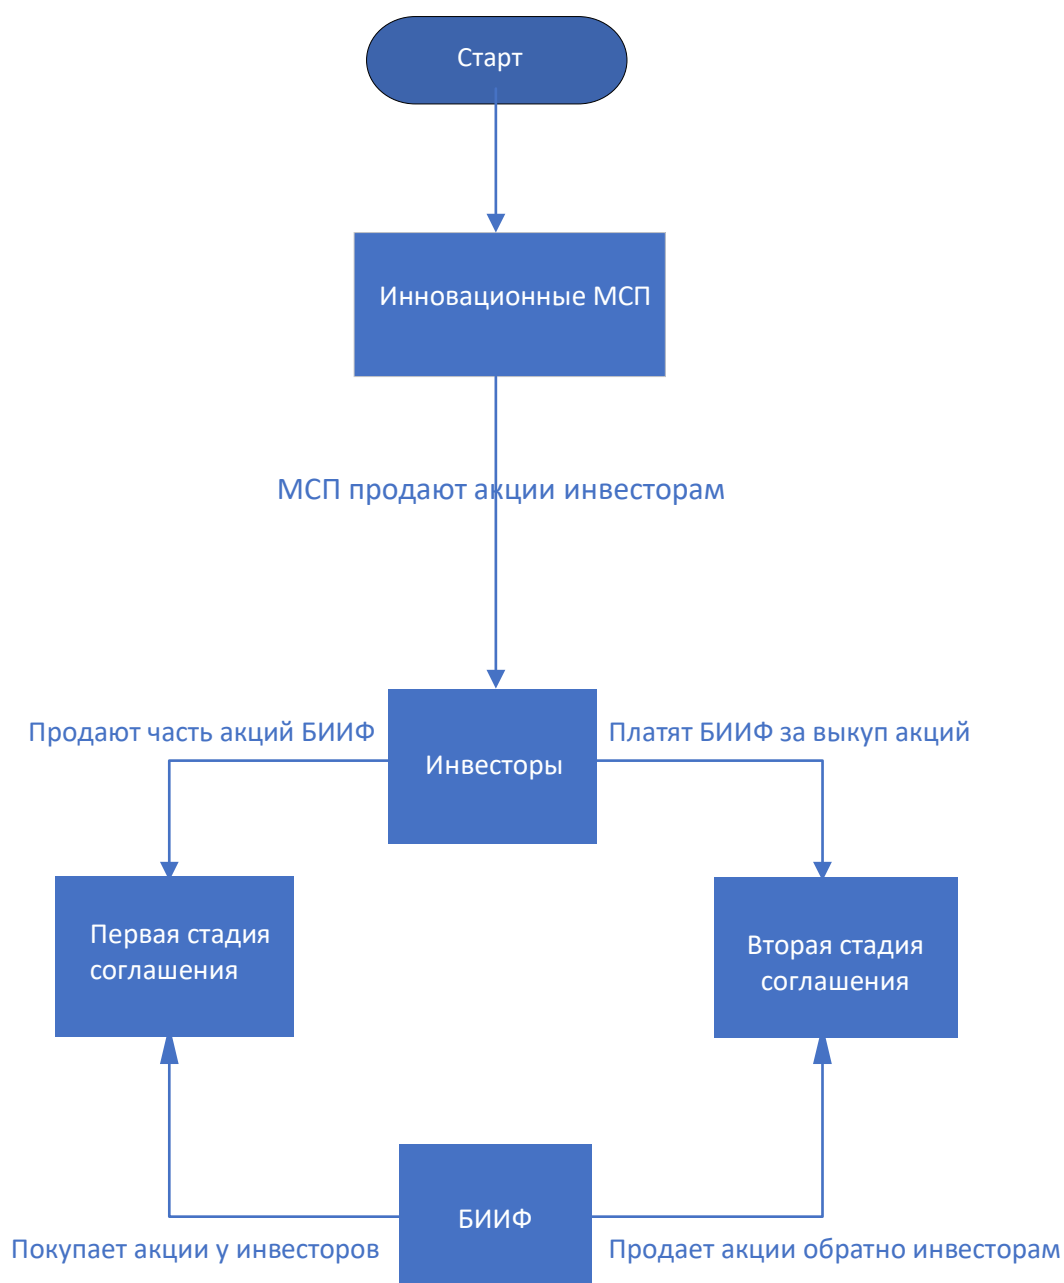 Старт
Инновационные МСП
МСП продают акции инвесторам
Продают часть акций БИИФ
Платят БИИФ за выкуп акций
Инвесторы
Первая стадия
соглашения
Вторая стадия
соглашения
БИИФ
Покупает акции у инвесторов
Продает акции обратно инвесторам